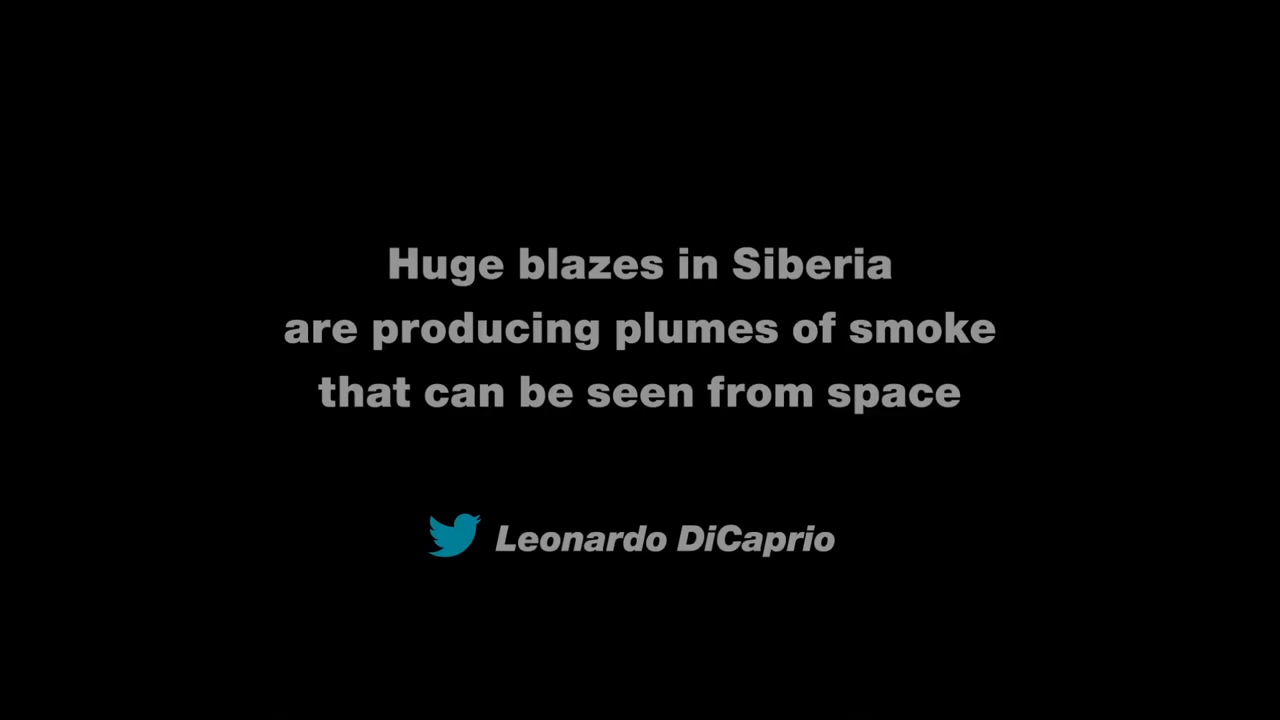 Huge blazes in Siberia
are producing plumes of smoke
that can be seen from space
Leonardo DiCaprio